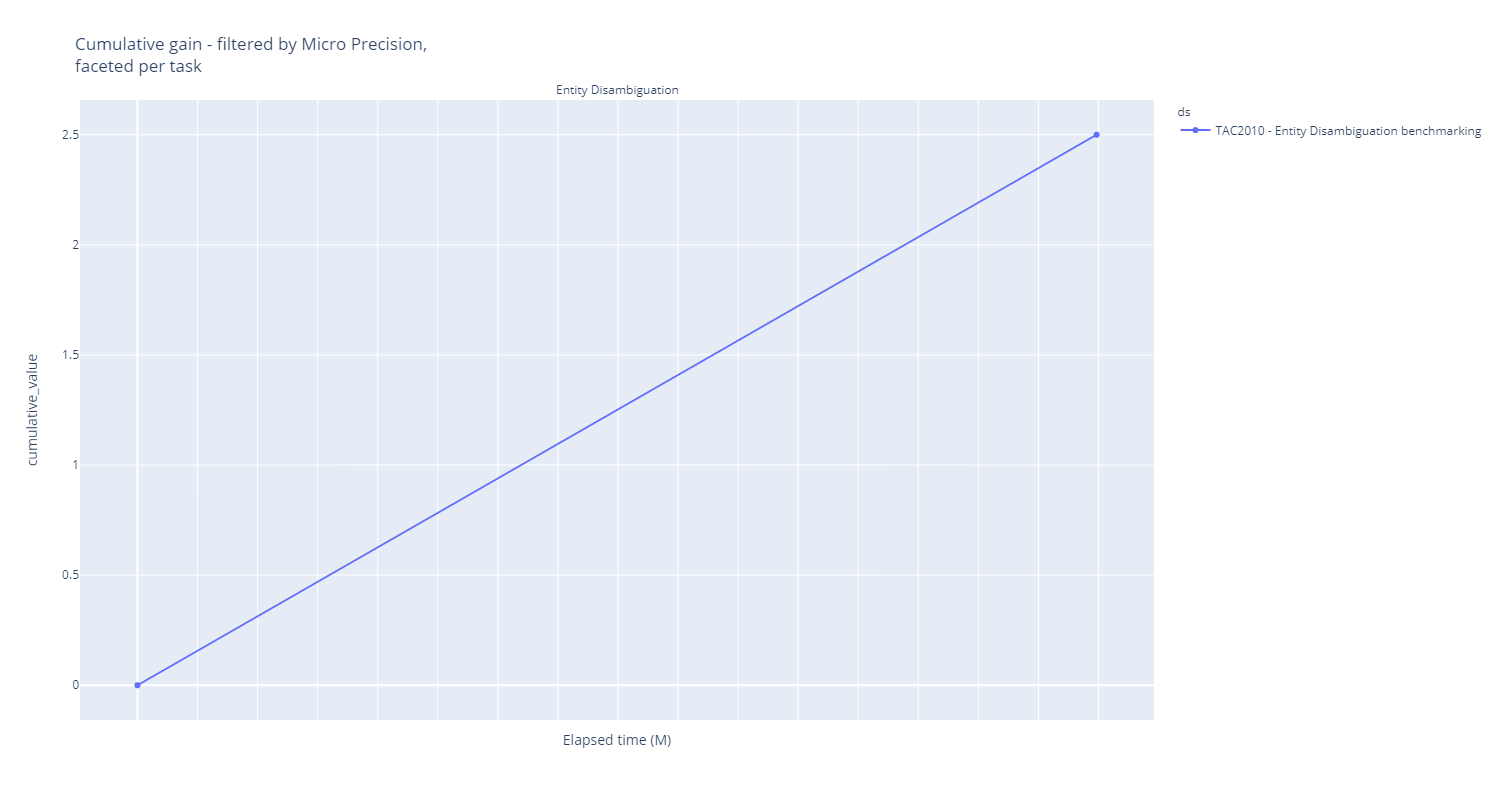 Cumulative gain - filtered by Micro Precision,
faceted per task
Entity Disambiguation
ds
TAC2010 - Entity Disambiguation benchmarking
2.5
2
1.5
1
0.5
0
cumulative_value
Elapsed time (M)